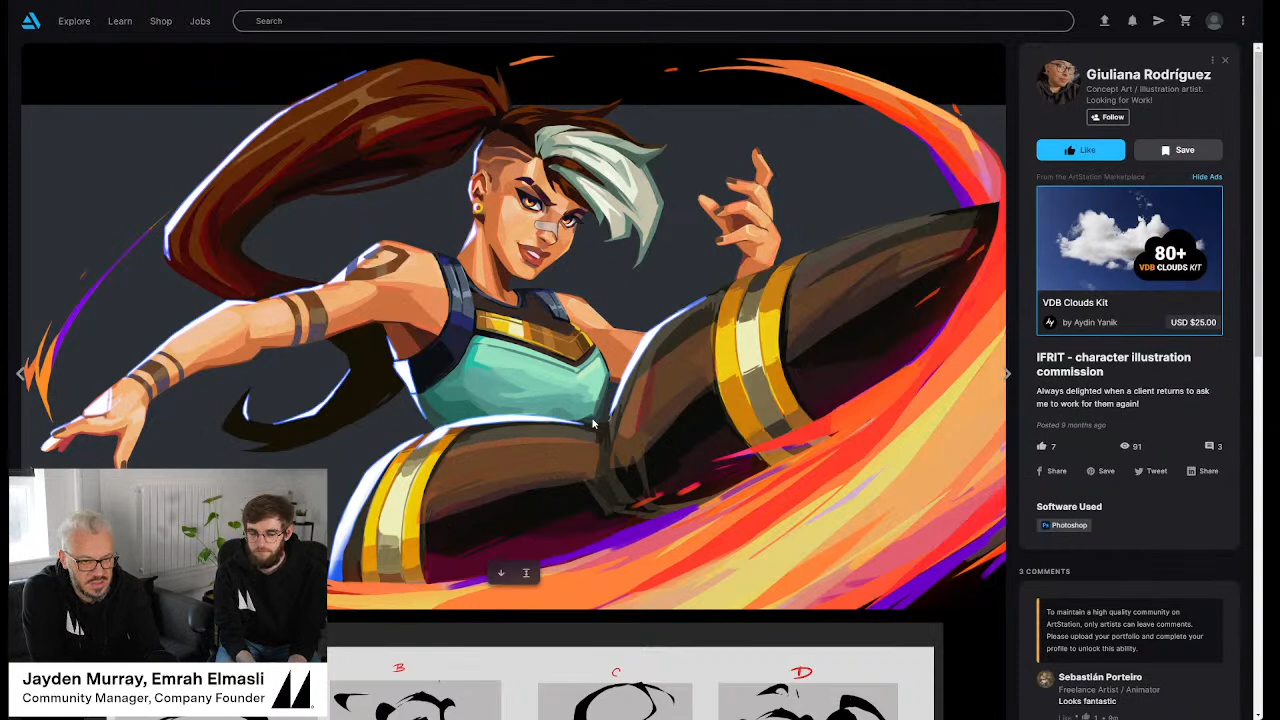 Explore
Learn
Shop
Jobs
Search
Giuliana Rodríguez
Concept Art / Illustration artist.
Looking for Work!
Follow
Like
Save
From the ArtStation Marketplace
Hide Ads
80+
VDB CLOUDS KIT
VDB Clouds Kit
by Aydin Yanik
USD $25.00
IFRIT - character illustration
commission
Always delighted when a client returns to ask
me to work for them again!
Posted 9 months ago
7
91
3
Share
Save
Tweet
Share
Software Used
Ps Photoshop
3 COMMENTS
To maintain a high quality community on
ArtStation, only artists can leave comments.
Please upload your portfolio and complete your
profile to unlock this ability.
Sebastián Porteiro
Freelance Artist / Animator
Looks fantastic
Like
1
9m
B
C
D
Jayden Murray, Emrah Elmasli
Community Manager, Company Founder